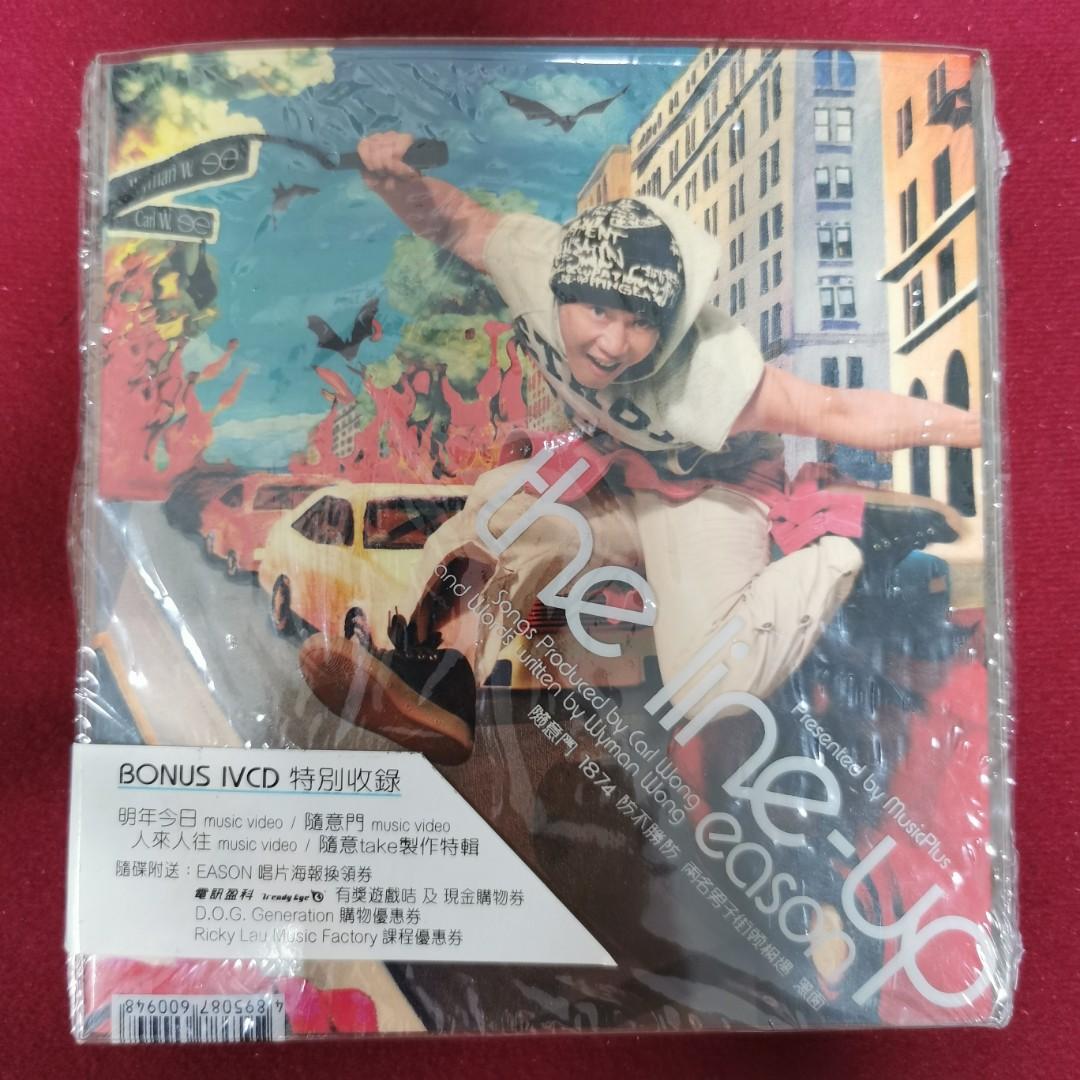 Wyman W.
Carl W.
the line-up
eason
Presented by MusicPlus
Songs Produced by Carl Wong
and Words written by Wyman Wong
隨意門 1874 防不勝防 兩名男子街頭相遇 黑洞
BONUS IVCD 特別收錄
明年今日 music video / 隨意門 music video
人來人往 music video / 隨意take製作特輯
隨碟附送：EASON 唱片海報換領券
電訊盈科 Trendy Eye 有獎遊戲咭 及 現金購物券
D.O.G. Generation 購物優惠券
Ricky Lau Music Factory 課程優惠券
4 895087 600948